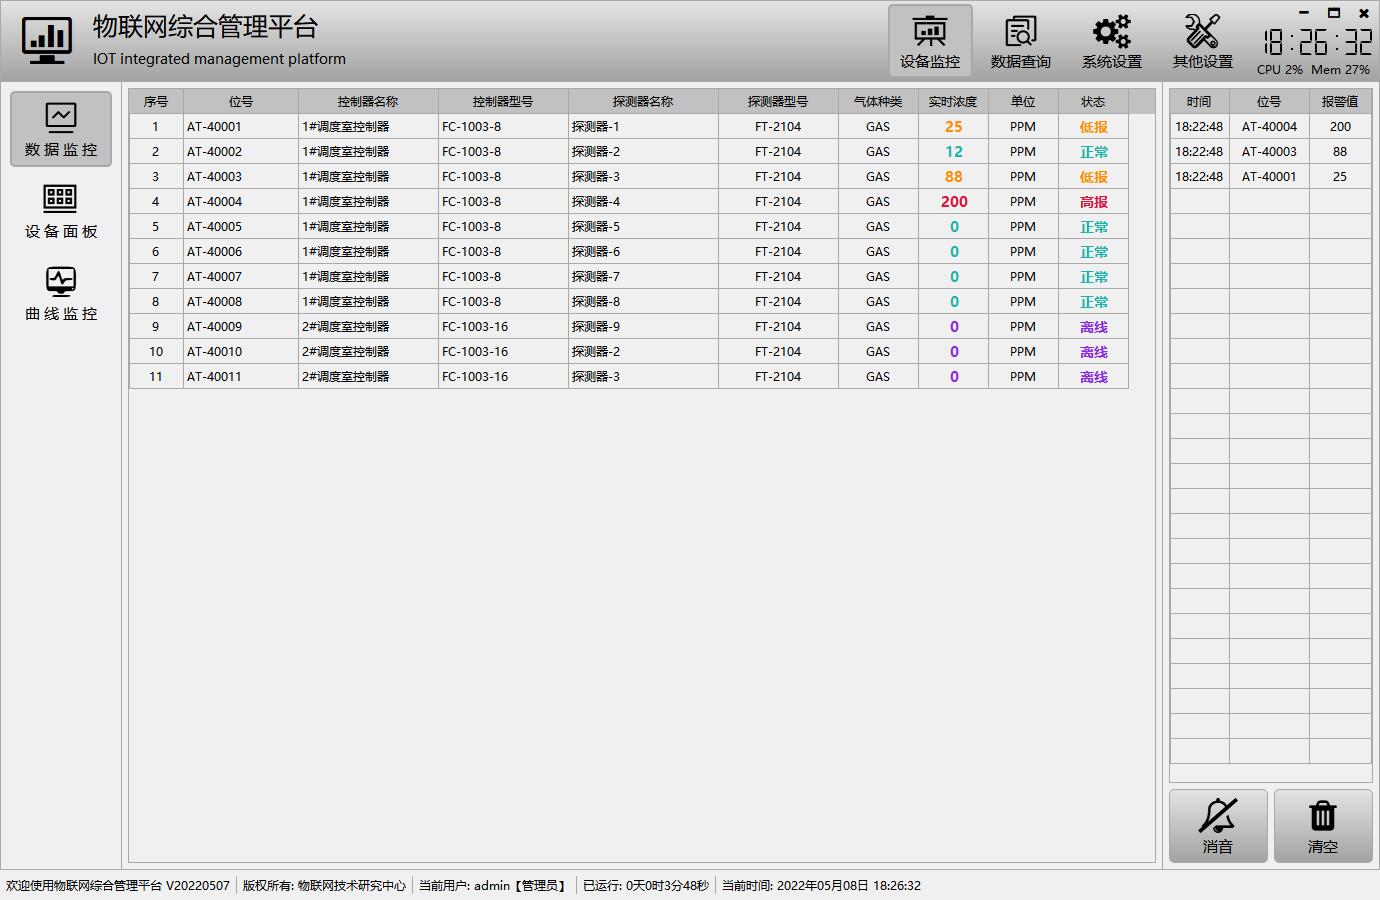 物联网综合管理平台
IOT integrated management platform
设备监控 数据查询 系统设置 其他设置
18:26:32
CPU 2% Mem 27%
数据监控
设备面板
曲线监控
序号 位号 控制器名称 控制器型号 探测器名称 探测器型号 气体种类 实时浓度 单位 状态
1 AT-40001 1#调度室控制器 FC-1003-8 探测器-1 FT-2104 GAS 25 PPM 低报
2 AT-40002 1#调度室控制器 FC-1003-8 探测器-2 FT-2104 GAS 12 PPM 正常
3 AT-40003 1#调度室控制器 FC-1003-8 探测器-3 FT-2104 GAS 88 PPM 低报
4 AT-40004 1#调度室控制器 FC-1003-8 探测器-4 FT-2104 GAS 200 PPM 高报
5 AT-40005 1#调度室控制器 FC-1003-8 探测器-5 FT-2104 GAS 0 PPM 正常
6 AT-40006 1#调度室控制器 FC-1003-8 探测器-6 FT-2104 GAS 0 PPM 正常
7 AT-40007 1#调度室控制器 FC-1003-8 探测器-7 FT-2104 GAS 0 PPM 正常
8 AT-40008 1#调度室控制器 FC-1003-8 探测器-8 FT-2104 GAS 0 PPM 正常
9 AT-40009 2#调度室控制器 FC-1003-16 探测器-9 FT-2104 GAS 0 PPM 离线
10 AT-40010 2#调度室控制器 FC-1003-16 探测器-2 FT-2104 GAS 0 PPM 离线
11 AT-40011 2#调度室控制器 FC-1003-16 探测器-3 FT-2104 GAS 0 PPM 离线
时间 位号 报警值
18:22:48 AT-40004 200
18:22:48 AT-40003 88
18:22:48 AT-40001 25
消音 清空
欢迎使用物联网综合管理平台 V20220507 版权所有: 物联网技术研究中心 当前用户: admin【管理员】 已运行: 0天0时3分48秒 当前时间: 2022年05月08日 18:26:32